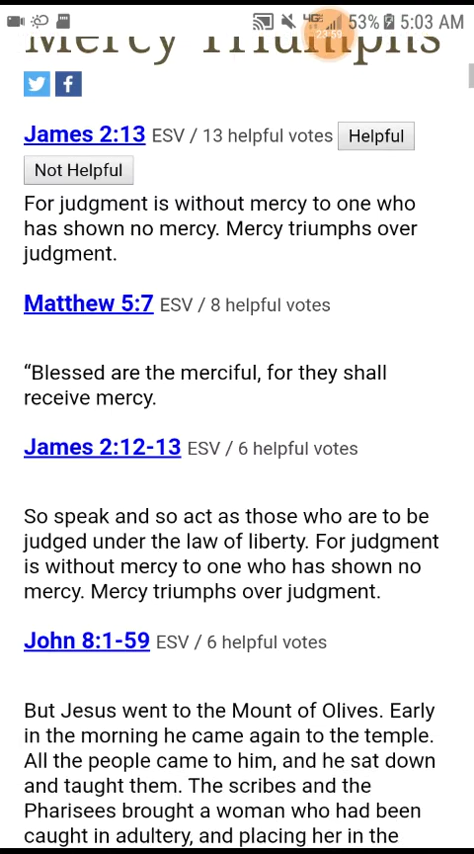 53% 5:03 AM
23:59
Mercy Triumphs
James 2:13 ESV / 13 helpful votes Helpful
Not Helpful
For judgment is without mercy to one who
has shown no mercy. Mercy triumphs over
judgment.
Matthew 5:7 ESV / 8 helpful votes
“Blessed are the merciful, for they shall
receive mercy.
James 2:12-13 ESV / 6 helpful votes
So speak and so act as those who are to be
judged under the law of liberty. For judgment
is without mercy to one who has shown no
mercy. Mercy triumphs over judgment.
John 8:1-59 ESV / 6 helpful votes
But Jesus went to the Mount of Olives. Early
in the morning he came again to the temple.
All the people came to him, and he sat down
and taught them. The scribes and the
Pharisees brought a woman who had been
caught in adultery, and placing her in the